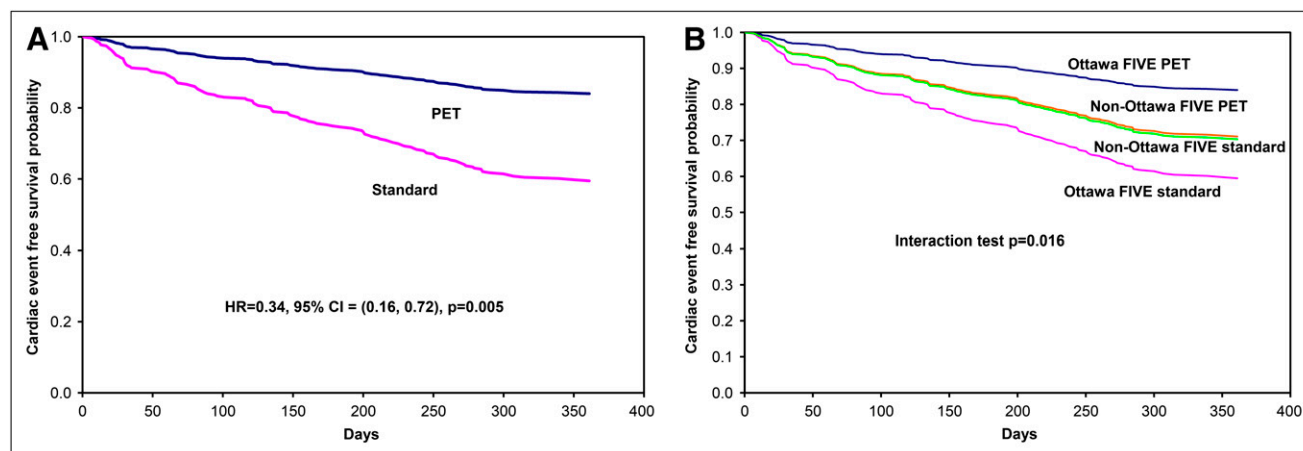 A
Cardiac event free survival probability
1.0
0.8
0.6
0.4
0.2
0.0
PET
Standard
HR=0.34, 95% CI = (0.16, 0.72), p=0.005
0 50 100 150 200 250 300 350 400
Days
B
Cardiac event free survival probability
1
0.9
0.8
0.7
0.6
0.5
0.4
0.3
0.2
0.1
0.0
Ottawa FIVE PET
Non-Ottawa FIVE PET
Non-Ottawa FIVE standard
Ottawa FIVE standard
Interaction test p=0.016
0 50 100 150 200 250 300 350 400
Days